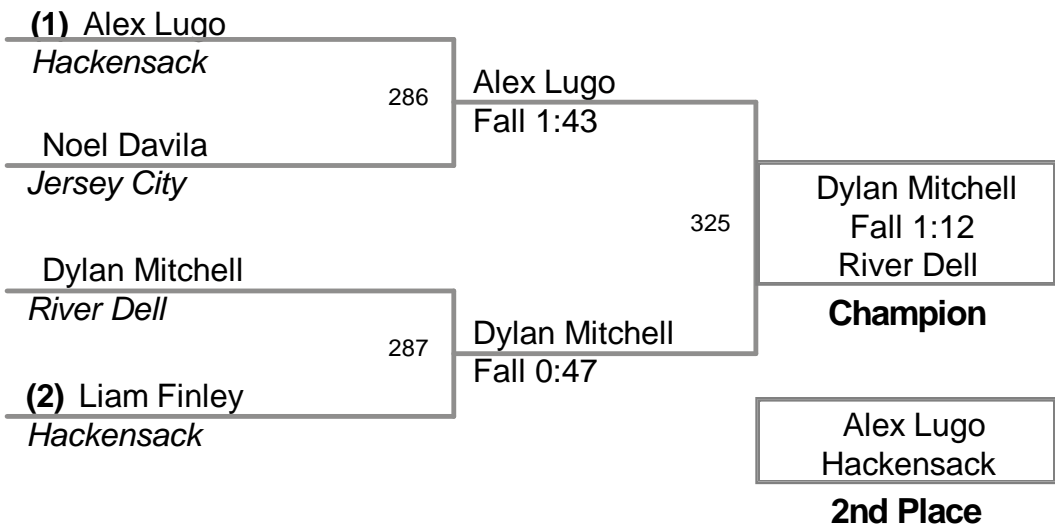 (1) Alex Lugo
Hackensack
286
Noel Davila
Jersey City
Alex Lugo
Fall 1:43
Dylan Mitchell
River Dell
287
(2) Liam Finley
Hackensack
Dylan Mitchell
Fall 0:47
325
Dylan Mitchell
Fall 1:12
River Dell
Champion
Alex Lugo
Hackensack
2nd Place